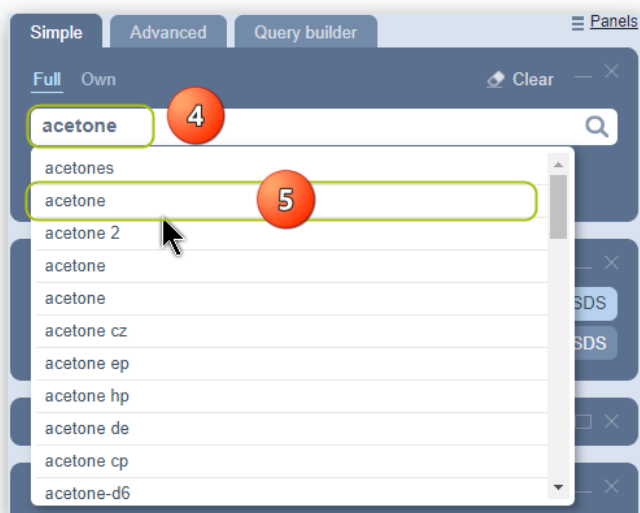 Simple Advanced Query builder Panels
Full Own Clear
acetone 4
acetones
acetone 5
acetone 2
acetone
acetone
SDS
acetone cz
SDS
acetone ep
acetone hp
acetone de
acetone cp
acetone-d6